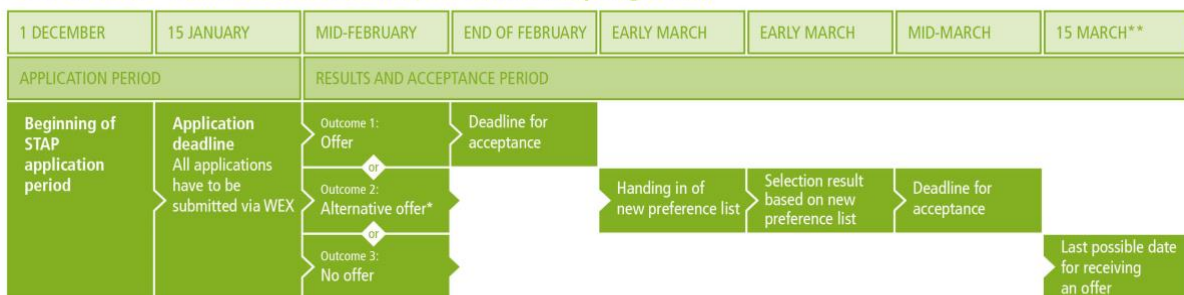 1 DECEMBER
15 JANUARY
MID-FEBRUARY
END OF FEBRUARY
EARLY MARCH
EARLY MARCH
MID-MARCH
15 MARCH**
APPLICATION PERIOD
RESULTS AND ACCEPTANCE PERIOD
Beginning of
STAP
application
period
Application
deadline
All applications
have to be
submitted via WEX
Outcome 1:
Offer
or
Outcome 2:
Alternative offer*
or
Outcome 3:
No offer
Deadline for
acceptance
Handing in of
new preference list
Selection result
based on new
preference list
Deadline for
acceptance
Last possible date
for receiving
an offer